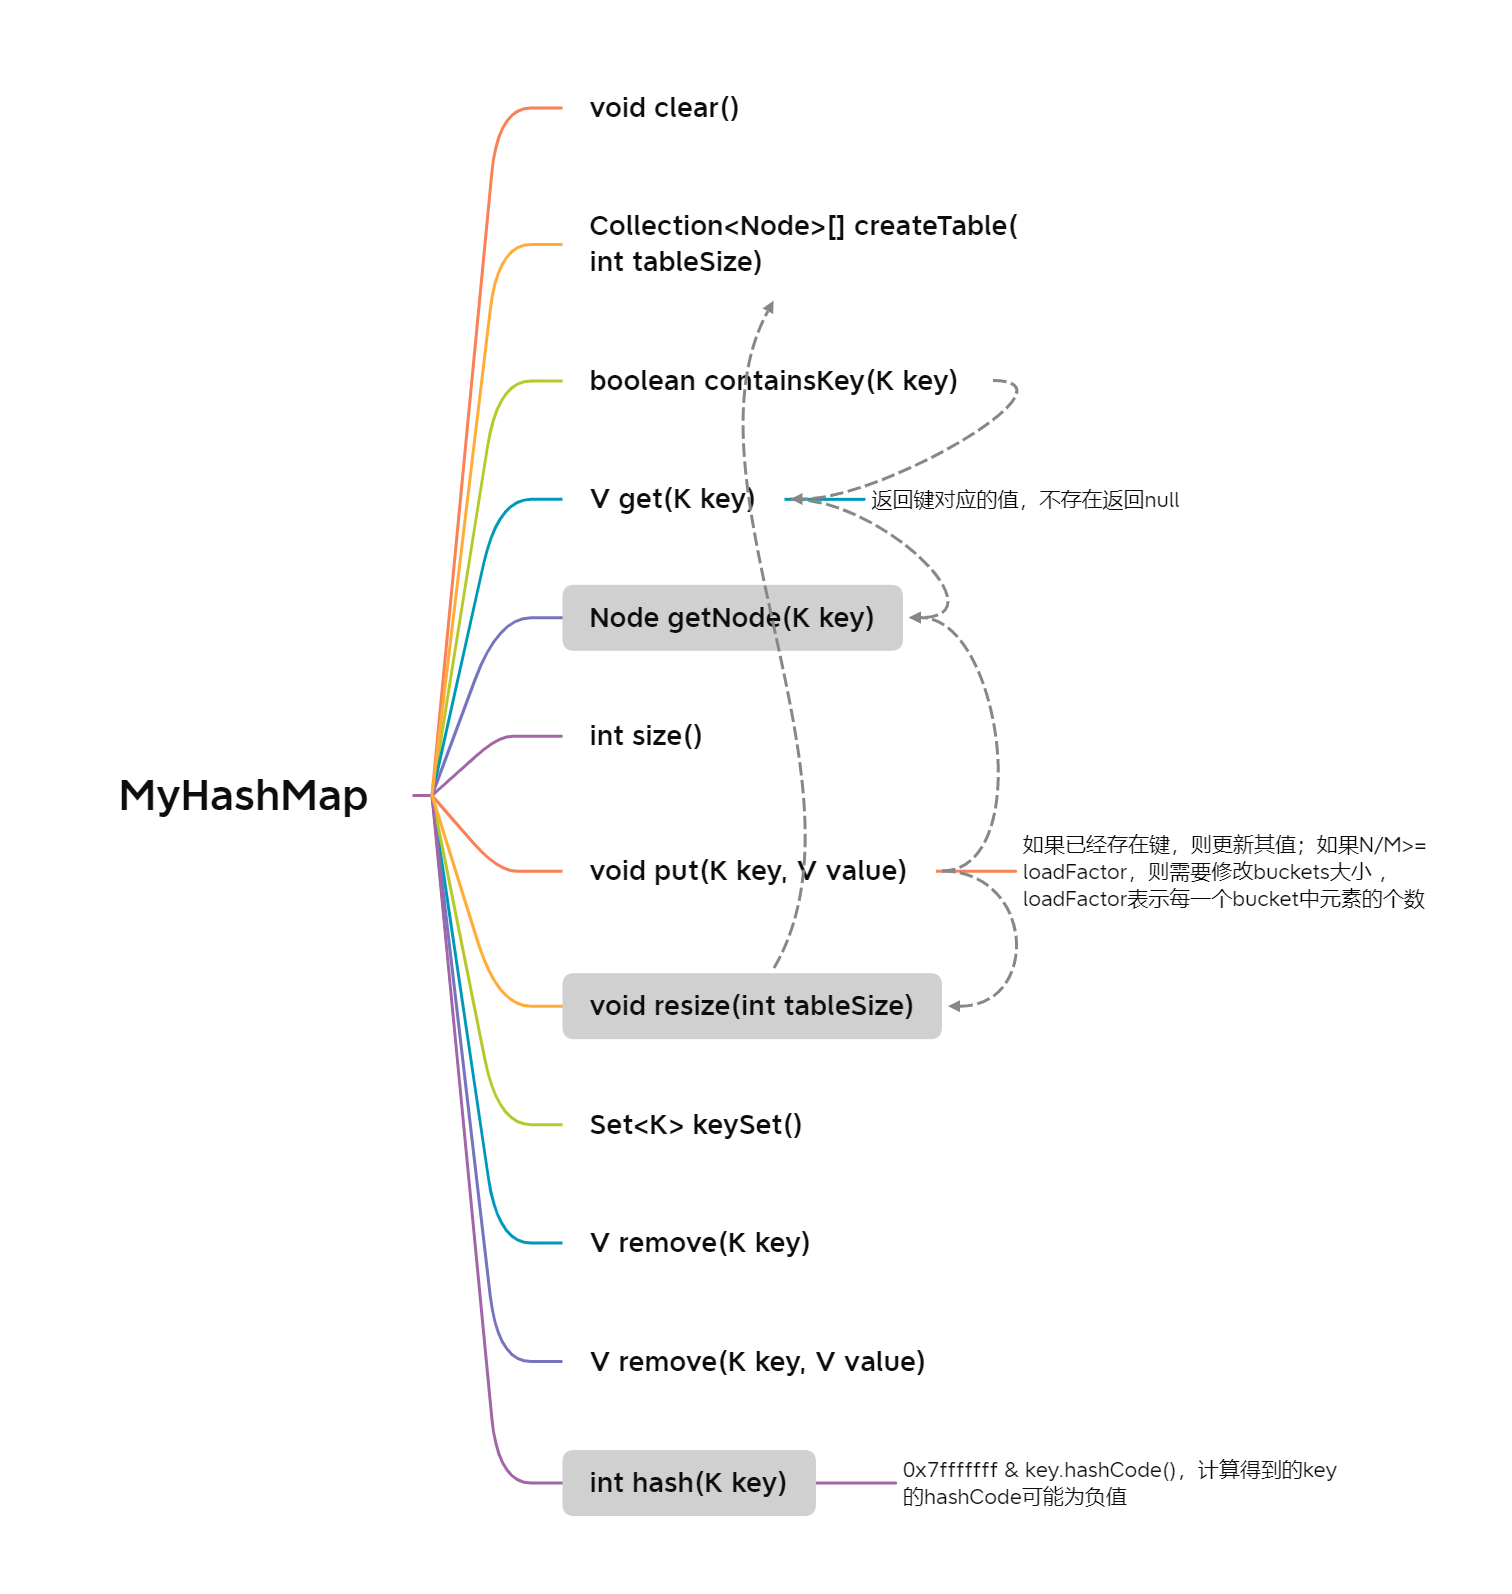 void clear()
Collection<Node>[] createTable(
int tableSize)
boolean containsKey(K key)
V get(K key)
返回键对应的值，不存在返回null
Node getNode(K key)
int size()
MyHashMap
void put(K key, V value)
如果已经存在键，则更新其值；如果N/M>=
loadFactor，则需要修改buckets大小，
loadFactor表示每一个bucket中元素的个数
void resize(int tableSize)
Set<K> keySet()
V remove(K key)
V remove(K key, V value)
int hash(K key)
0x7fffffff & key.hashCode()，计算得到的key
的hashCode可能为负值